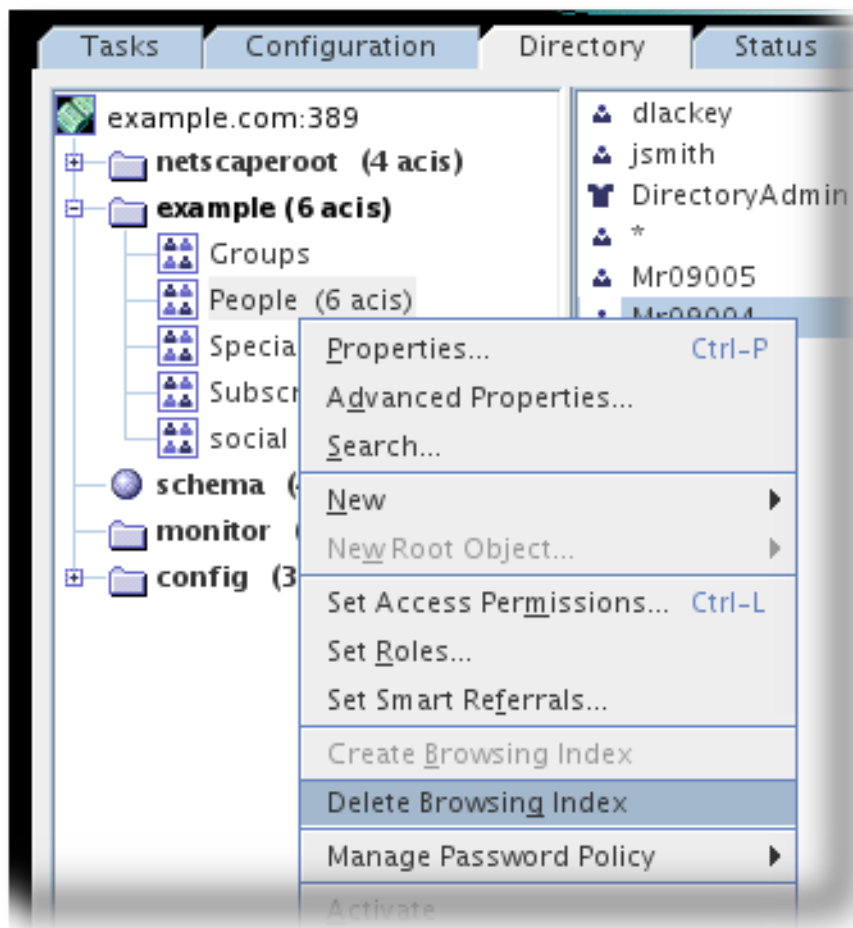 Tasks
Configuration
Directory
Status
example.com:389
netscaperoot (4 acis)
example (6 acis)
Groups
People (6 acis)
Specia
Subscr
social
schema (
monitor (
config (3
dlackey
jsmith
DirectoryAdmin
*
Mr09005
Mr09004
Properties... Ctrl-P
Advanced Properties...
Search...
New
New Root Object...
Set Access Permissions... Ctrl-L
Set Roles...
Set Smart Referrals...
Create Browsing Index
Delete Browsing Index
Manage Password Policy
Activate